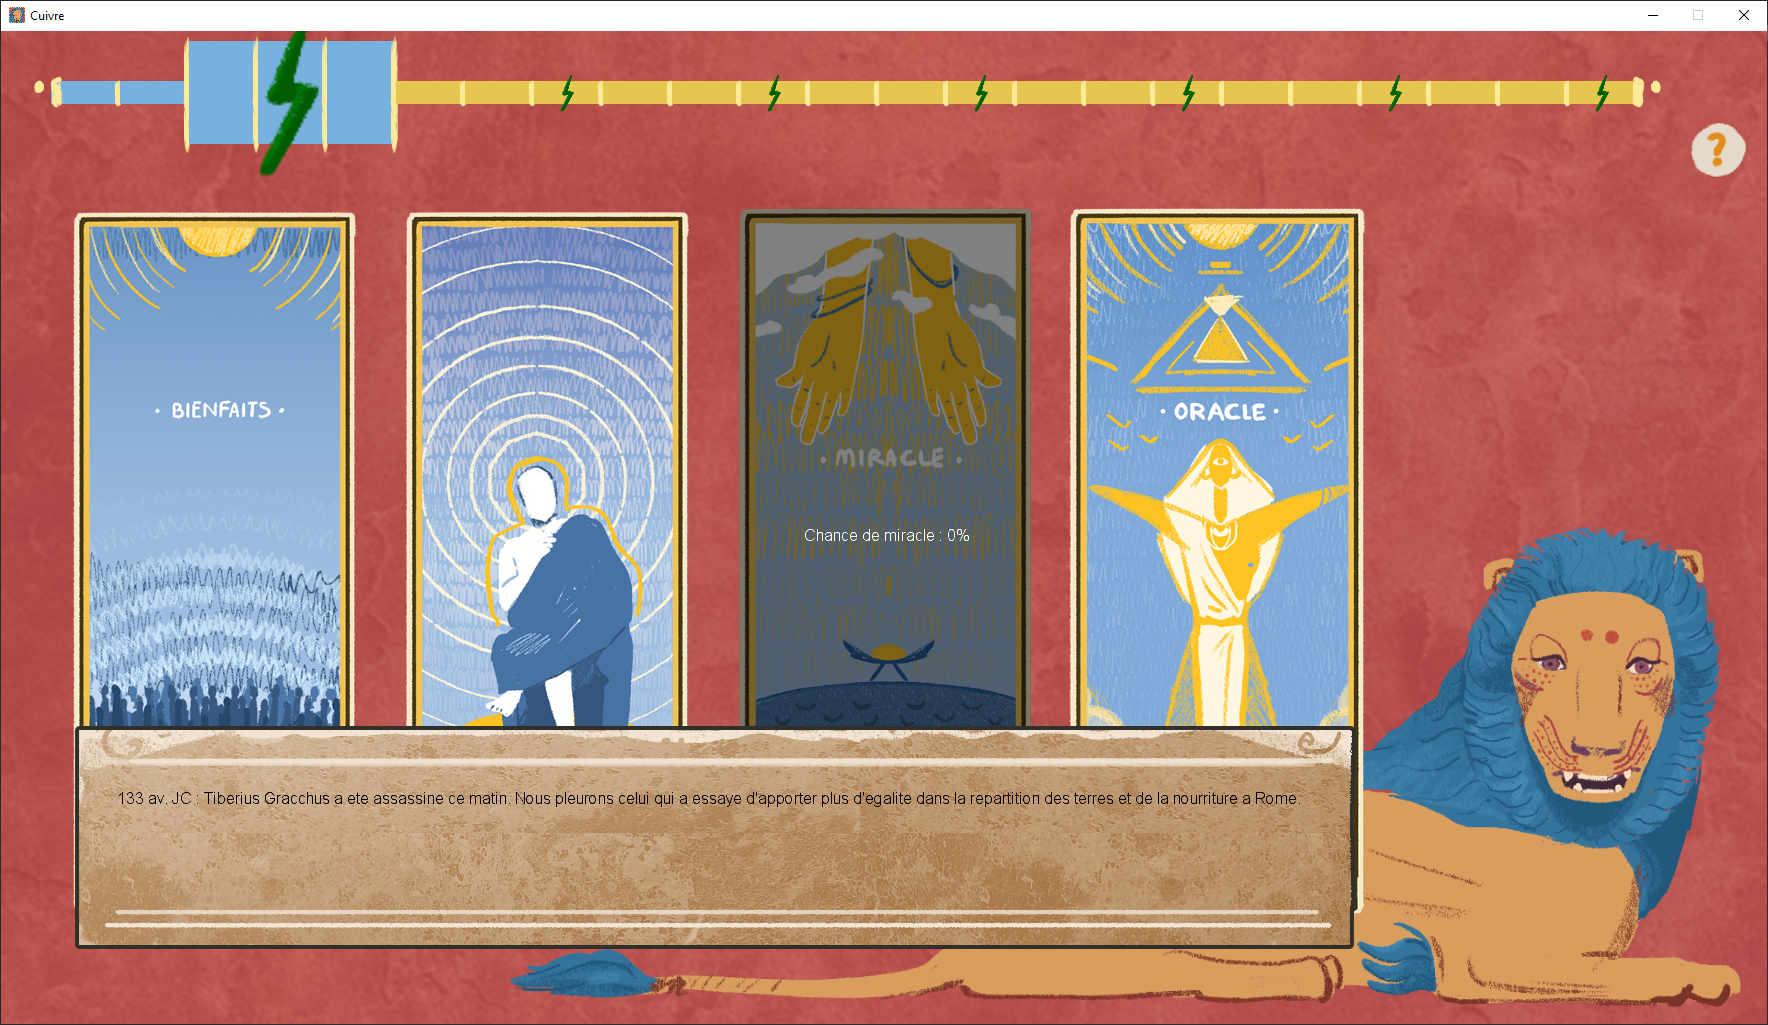 Cuivre
?
• BIENFAITS •
• MIRACLE •
Chance de miracle : 0%
• ORACLE •
133 av. JC : Tiberius Gracchus a ete assassine ce matin. Nous pleurons celui qui a essaye d'apporter plus d'egalite dans la repartition des terres et de la nourriture a Rome.